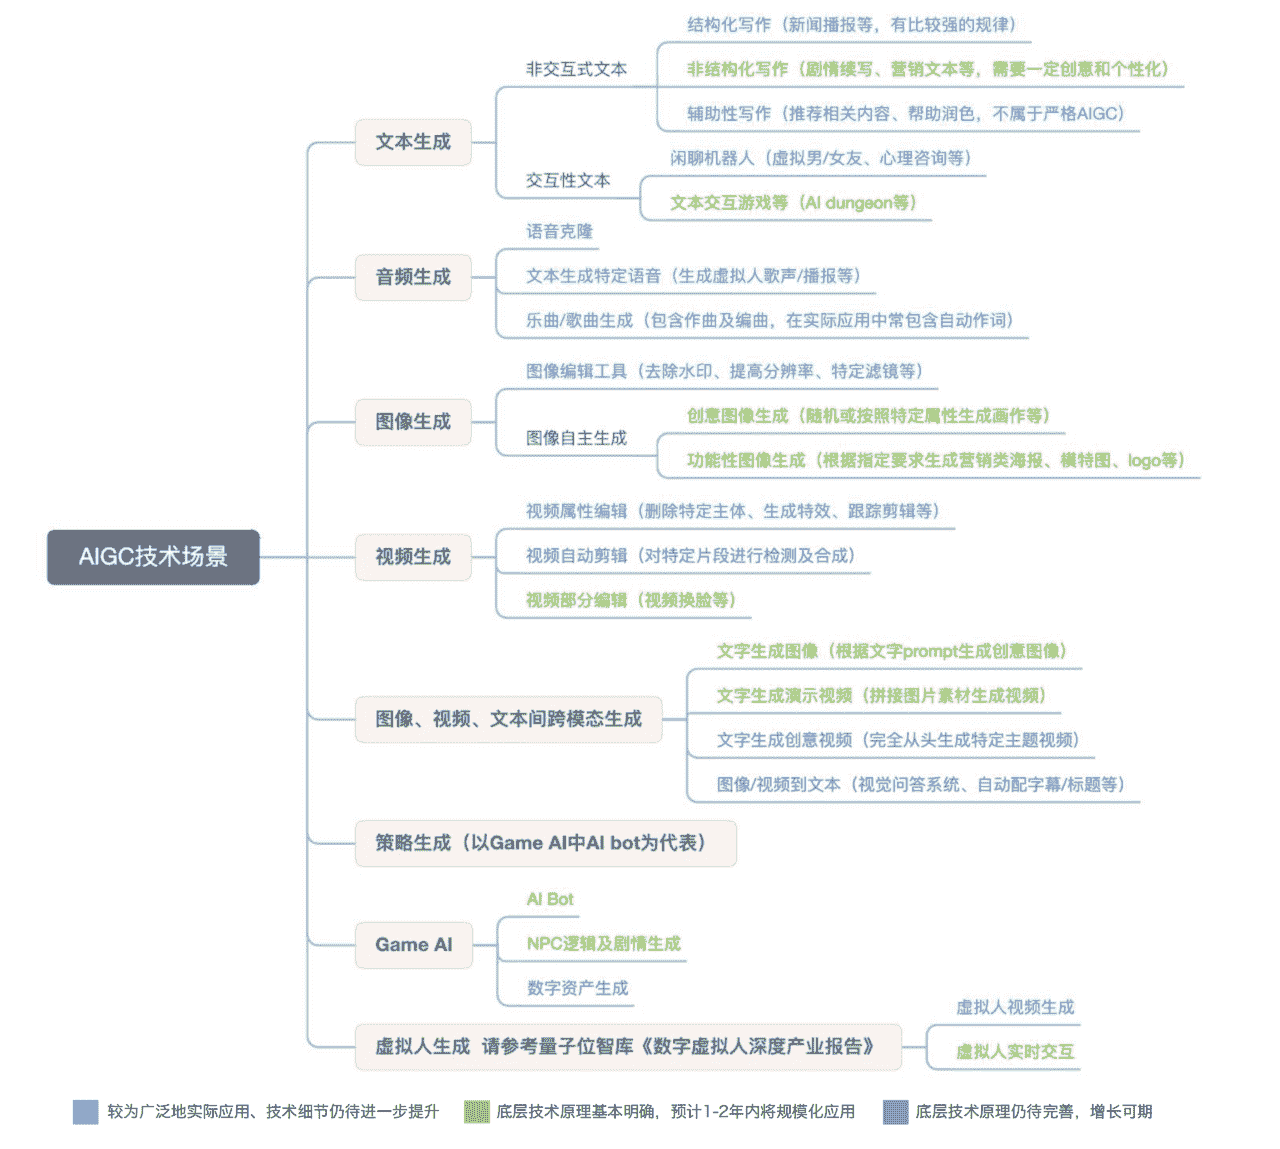 结构化写作（新闻播报等，有比较强的规律）
非交互式文本
非结构化写作（剧情续写、营销文本等，需要一定创意和个性化）
文本生成
辅助性写作（推荐相关内容、帮助润色，不属于严格AIGC）
闲聊机器人（虚拟男/女友、心理咨询等）
交互性文本
文本交互游戏等（AI dungeon等）
语音克隆
音频生成
文本生成特定语音（生成虚拟人歌声/播报等）
乐曲/歌曲生成（包含作曲及编曲，在实际应用中常包含自动作词）
图像编辑工具（去除水印、提高分辨率、特定滤镜等）
图像生成
创意图像生成（随机或按照特定属性生成画作等）
图像自主生成
功能性图像生成（根据指定要求生成营销类海报、模特图、logo等）
视频属性编辑（删除特定主体、生成特效、跟踪剪辑等）
AIGC技术场景
视频生成
视频自动剪辑（对特定片段进行检测及合成）
视频部分编辑（视频换脸等）
文字生成图像（根据文字prompt生成创意图像）
文字生成演示视频（拼接图片素材生成视频）
图像、视频、文本间跨模态生成
文字生成创意视频（完全从头生成特定主题视频）
图像/视频到文本（视觉问答系统、自动配字幕/标题等）
策略生成（以Game AI中AI bot为代表）
AI Bot
Game AI
NPC逻辑及剧情生成
数字资产生成
虚拟人视频生成
虚拟人生成 请参考量子位智库《数字虚拟人深度产业报告》
虚拟人实时交互
较为广泛地实际应用、技术细节仍待进一步提升
底层技术原理基本明确，预计1-2年内将规模化应用
底层技术原理仍待完善，增长可期